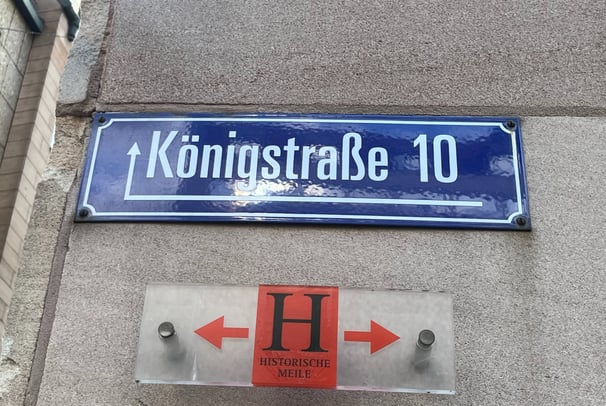 Königstraße 10
H
HISTORISCHE
MEILE